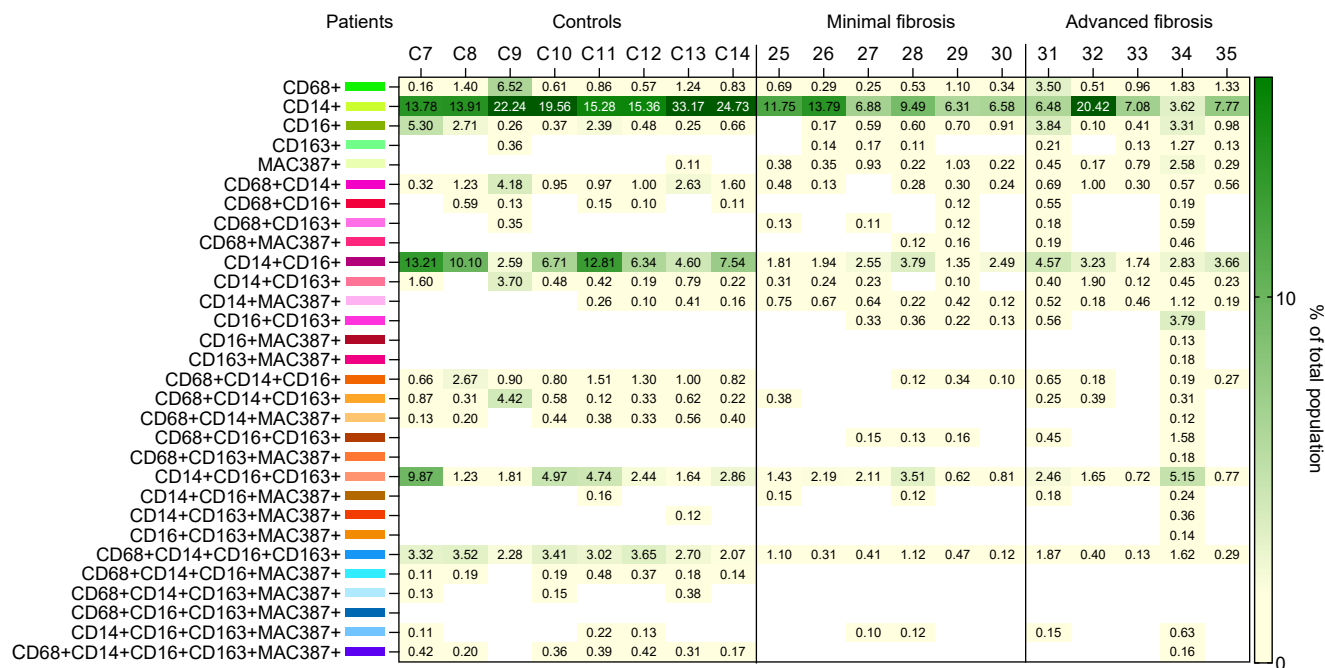 Patients Controls Minimal fibrosis Advanced fibrosis
C7 C8 C9 C10 C11 C12 C13 C14 25 26 27 28 29 30 31 32 33 34 35
CD68+ 0.16 1.40 6.52 0.61 0.86 0.57 1.24 0.83 0.69 0.29 0.25 0.53 1.10 0.34 3.50 0.51 0.96 1.83 1.33
CD14+ 13.78 13.91 22.24 19.56 15.28 15.36 33.17 24.73 11.75 13.79 6.88 9.49 6.31 6.58 6.48 20.42 7.08 3.62 7.77
CD16+ 5.30 2.71 0.26 0.37 2.39 0.48 0.25 0.66 0.17 0.59 0.60 0.70 0.91 3.84 0.10 0.41 3.31 0.98
CD163+ 0.36 0.14 0.17 0.11 0.21 0.13 1.27 0.13
MAC387+ 0.11 0.38 0.35 0.93 0.22 1.03 0.22 0.45 0.17 0.79 2.58 0.29
CD68+CD14+ 0.32 1.23 4.18 0.95 0.97 1.00 2.63 1.60 0.48 0.13 0.28 0.30 0.24 0.69 1.00 0.30 0.57 0.56
CD68+CD16+ 0.59 0.13 0.15 0.10 0.11 0.12 0.55 0.19
CD68+CD163+ 0.35 0.13 0.11 0.12 0.18 0.59
CD68+MAC387+ 0.12 0.16 0.19 0.46
CD14+CD16+ 13.21 10.10 2.59 6.71 12.81 6.34 4.60 7.54 1.81 1.94 2.55 3.79 1.35 2.49 4.57 3.23 1.74 2.83 3.66
CD14+CD163+ 1.60 3.70 0.48 0.42 0.19 0.79 0.22 0.31 0.24 0.23 0.10 0.40 1.90 0.12 0.45 0.23
CD14+MAC387+ 0.26 0.10 0.41 0.16 0.75 0.67 0.64 0.22 0.42 0.12 0.52 0.18 0.46 1.12 0.19
CD16+CD163+ 0.33 0.36 0.22 0.13 0.56 3.79
CD16+MAC387+ 0.13
CD163+MAC387+ 0.18
CD68+CD14+CD16+ 0.66 2.67 0.90 0.80 1.51 1.30 1.00 0.82 0.12 0.34 0.10 0.65 0.18 0.19 0.27
CD68+CD14+CD163+ 0.87 0.31 4.42 0.58 0.12 0.33 0.62 0.22 0.38 0.25 0.39 0.31
CD68+CD14+MAC387+ 0.13 0.20 0.44 0.38 0.33 0.56 0.40 0.12
CD68+CD16+CD163+ 0.15 0.13 0.16 0.45 1.58
CD68+CD163+MAC387+ 0.18
CD14+CD16+CD163+ 9.87 1.23 1.81 4.97 4.74 2.44 1.64 2.86 1.43 2.19 2.11 3.51 0.62 0.81 2.46 1.65 0.72 5.15 0.77
CD14+CD16+MAC387+ 0.16 0.15 0.12 0.18 0.24
CD14+CD163+MAC387+ 0.12 0.36
CD16+CD163+MAC387+ 0.14
CD68+CD14+CD16+CD163+ 3.32 3.52 2.28 3.41 3.02 3.65 2.70 2.07 1.10 0.31 0.41 1.12 0.47 0.12 1.87 0.40 0.13 1.62 0.29
CD68+CD14+CD16+MAC387+ 0.11 0.19 0.19 0.48 0.37 0.18 0.14
CD68+CD14+CD163+MAC387+ 0.13 0.15 0.38
CD68+CD16+CD163+MAC387+
CD14+CD16+CD163+MAC387+ 0.11 0.22 0.13 0.10 0.12 0.15 0.63
CD68+CD14+CD16+CD163+MAC387+ 0.42 0.20 0.36 0.39 0.42 0.31 0.17 0.16
10
0
% of total population